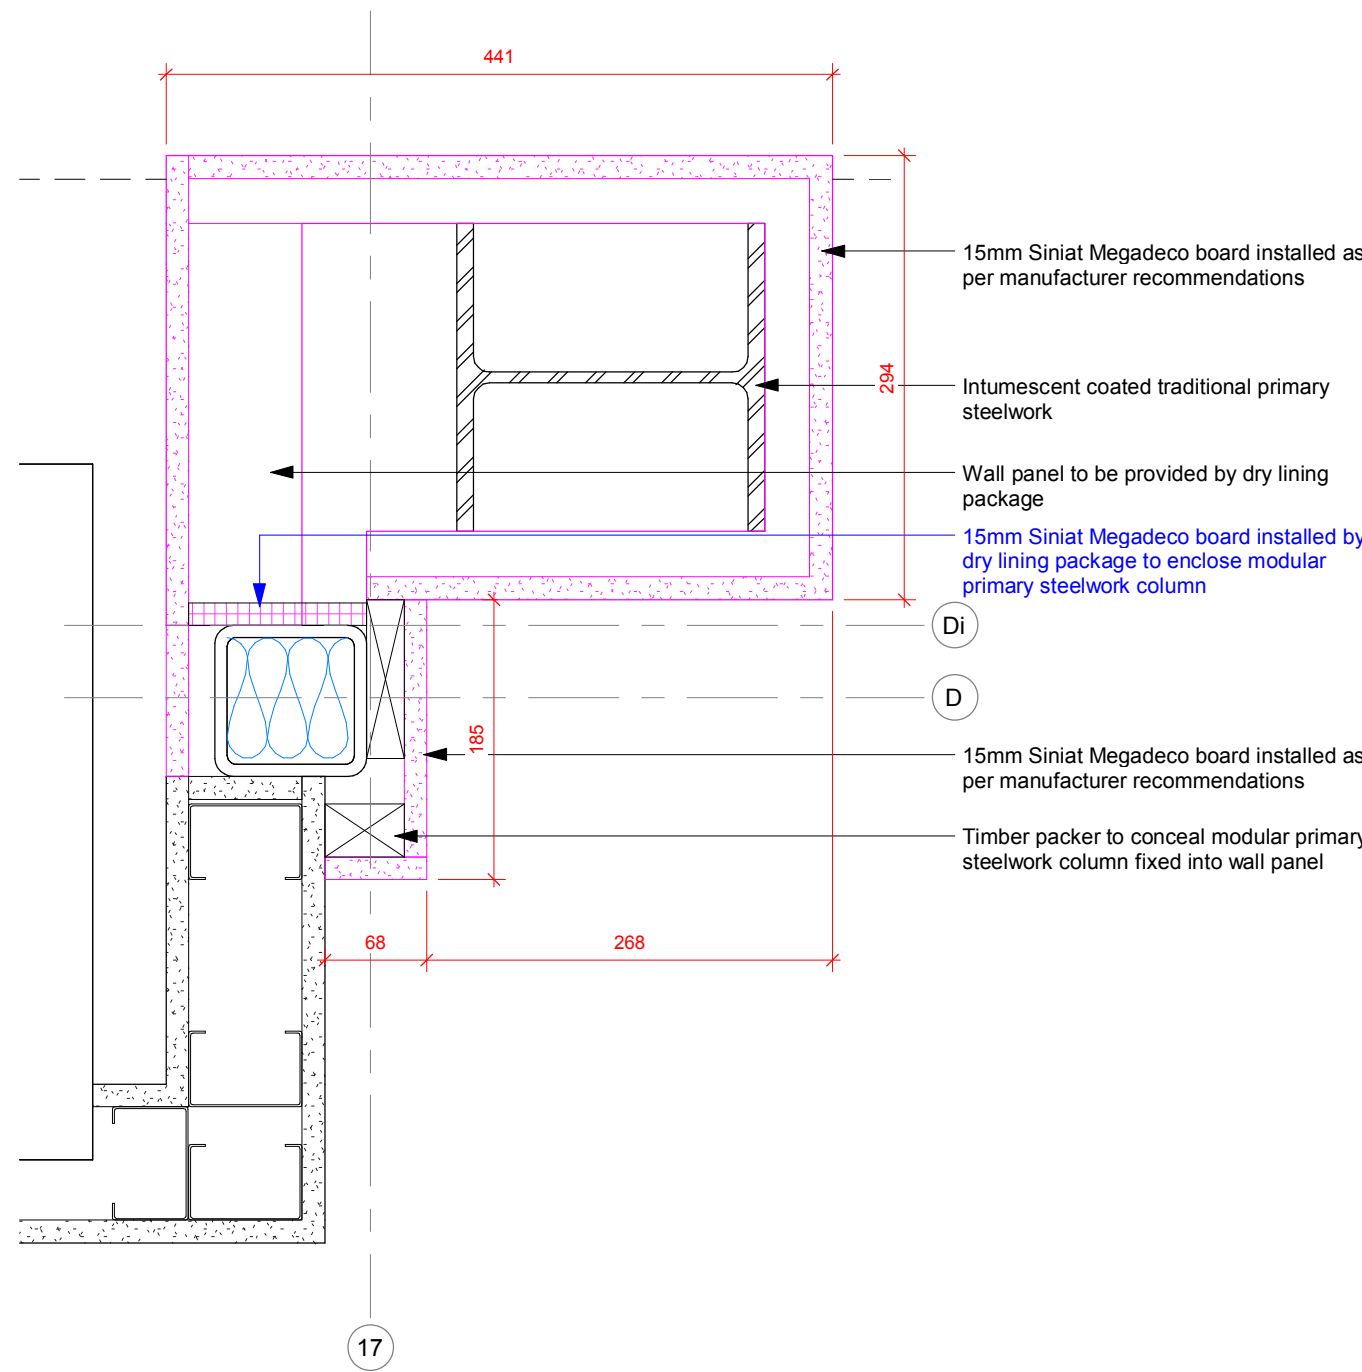 441
15mm Siniat Megadeco board installed as
per manufacturer recommendations
294
Intumescent coated traditional primary
steelwork
Wall panel to be provided by dry lining
package
15mm Siniat Megadeco board installed by
dry lining package to enclose modular
primary steelwork column
Di
D
185
15mm Siniat Megadeco board installed as
per manufacturer recommendations
Timber packer to conceal modular primary
steelwork column fixed into wall panel
68
268
17